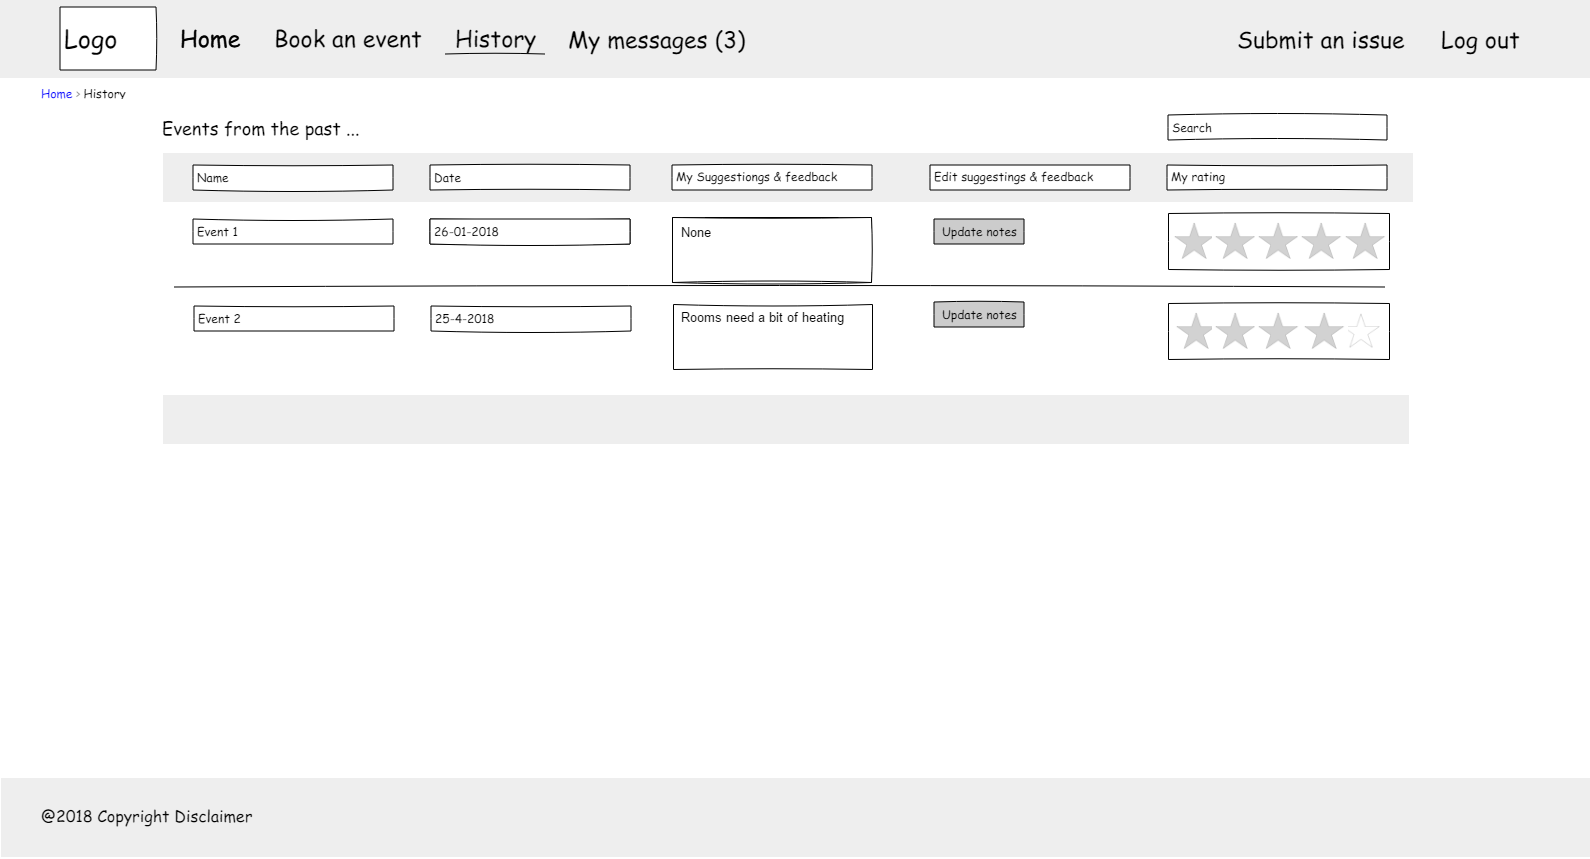 Logo Home Book an event History My messages (3) Submit an issue Log out
Home > History
Events from the past ... Search
Name Date My Suggestiongs & feedback Edit suggestings & feedback My rating
Event 1 26-01-2018 None Update notes
Event 2 25-4-2018 Rooms need a bit of heating Update notes
@2018 Copyright Disclaimer